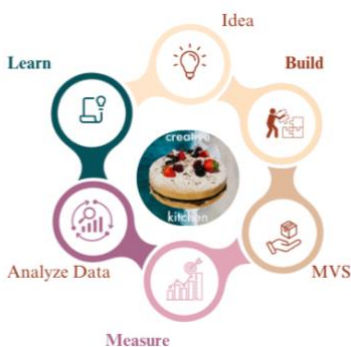 Idea
Learn
Build
creative
kitchen
Analyze Data
MVS
Measure